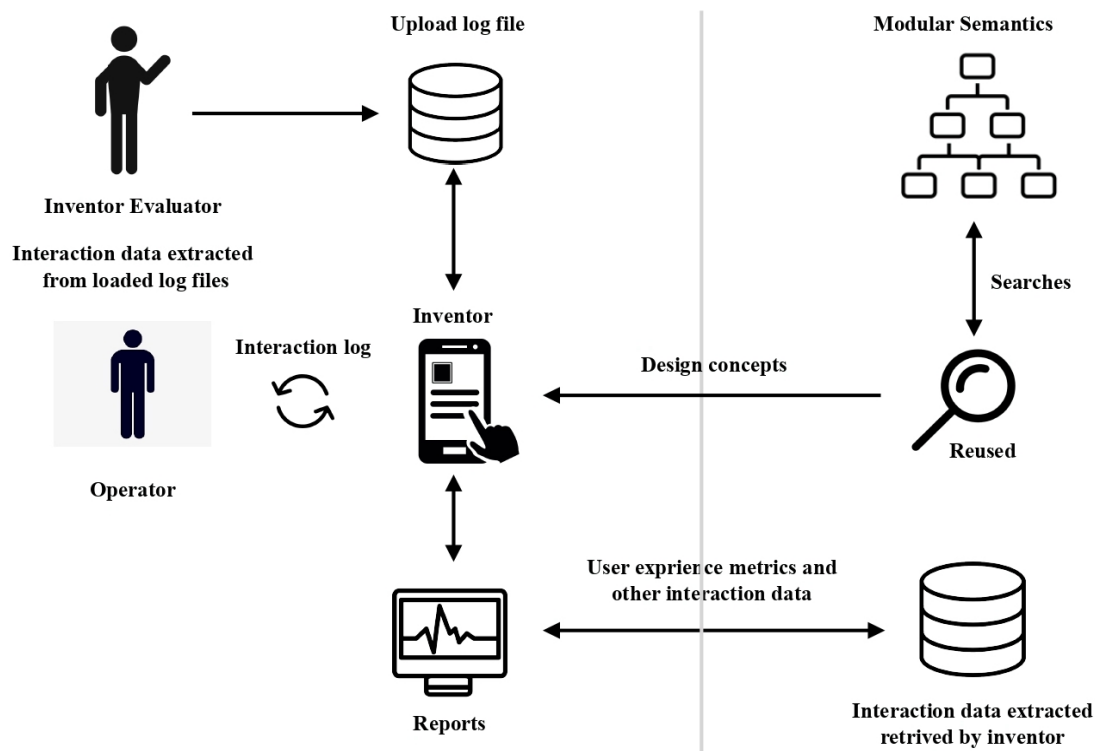 Upload log file
Modular Semantics
Inventor Evaluator
Interaction data extracted
from loaded log files
Searches
Inventor
Interaction log
Design concepts
Reused
Operator
User exprience metrics and
other interaction data
Reports
Interaction data extracted
retrived by inventor